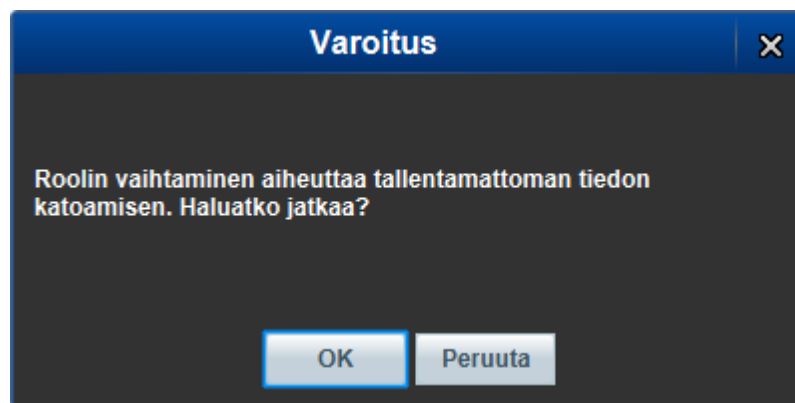 Varoitus
Roolin vaihtaminen aiheuttaa tallentamattoman tiedon
katoamisen. Haluatko jatkaa?
OK
Peruuta